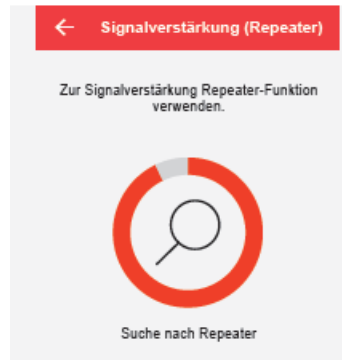 Signalverstärkung (Repeater)
Zur Signalverstärkung Repeater-Funktion
verwenden.
Suche nach Repeater